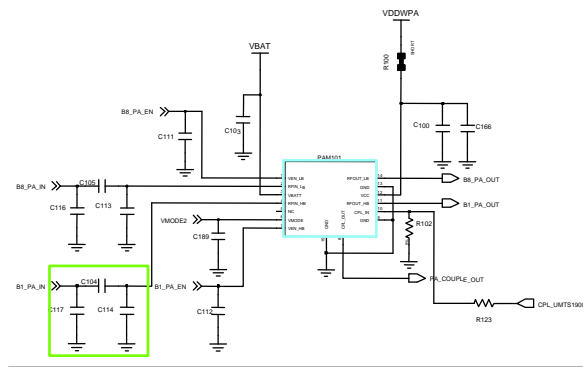 VDDWPA
SHORT
R100
VBAT
B8_PA_EN
C111
C103
C100
C166
PAM101
VEN_LB
RFIN_Lg
VBATT
RFIN_HB
NC
VMODE
VEN_HB
GND
CPL_OUT
RFOUT_LB
GND
VCC
RFOUT_HB
CPL_IN
GND
14
13
12
11
10
9
B8_PA_OUT
B1_PA_OUT
B8_PA_IN
C105
C116
C113
VMODE2
C189
R102
B1_PA_IN
C104
B1_PA_EN
C117
C114
C112
PA_COUPLE_OUT
CPL_UMTS1900
R123